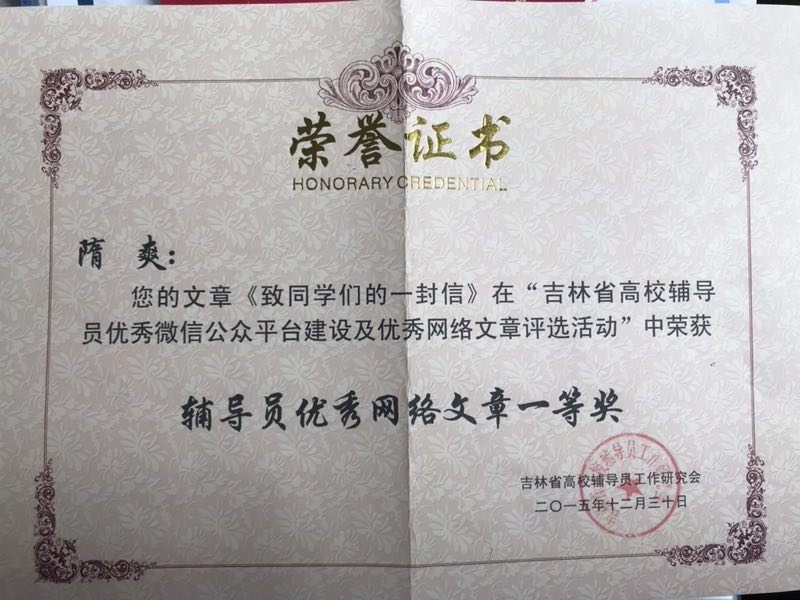 荣誉证书
HONORARY CREDENTIAL
隋 爽：
您的文章《致同学们的一封信》在“吉林省高校辅导
员优秀微信公众平台建设及优秀网络文章评选活动”中荣获
辅导员优秀网络文章一等奖
吉林省高校辅导员工作研究会
二〇一五年十二月三十日